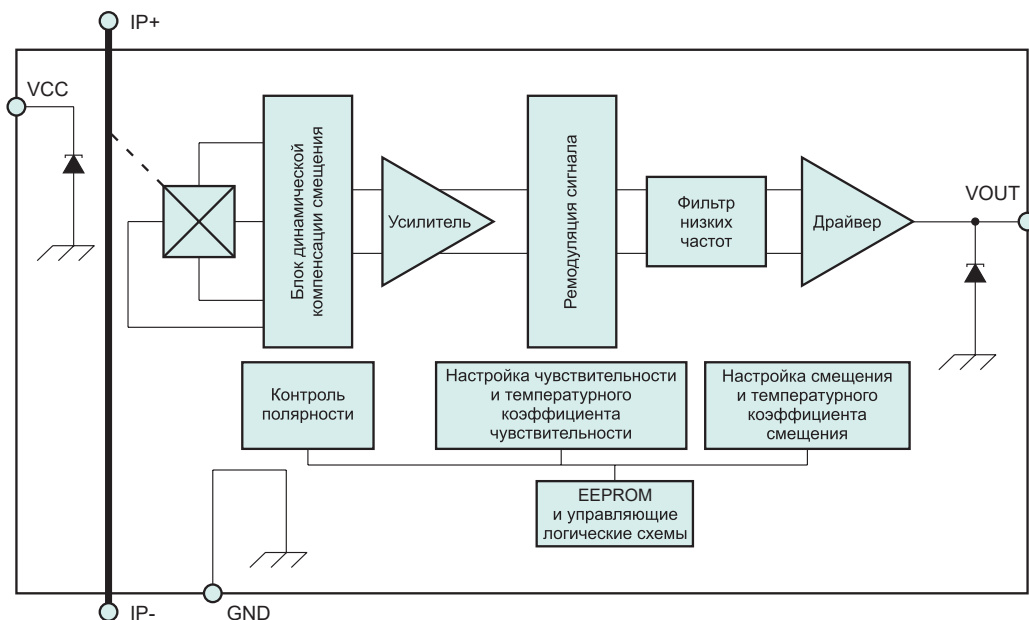 IP+
VCC
Блок динамической
компенсации смещения
Усилитель
Ремодуляция сигнала
Фильтр
низких
частот
Драйвер
VOUT
Контроль
полярности
Настройка чувствительности
и температурного
коэффициента
чувствительности
Настройка смещения
и температурного
коэффициента
смещения
EEPROM
и управляющие
логические схемы
IP-
GND